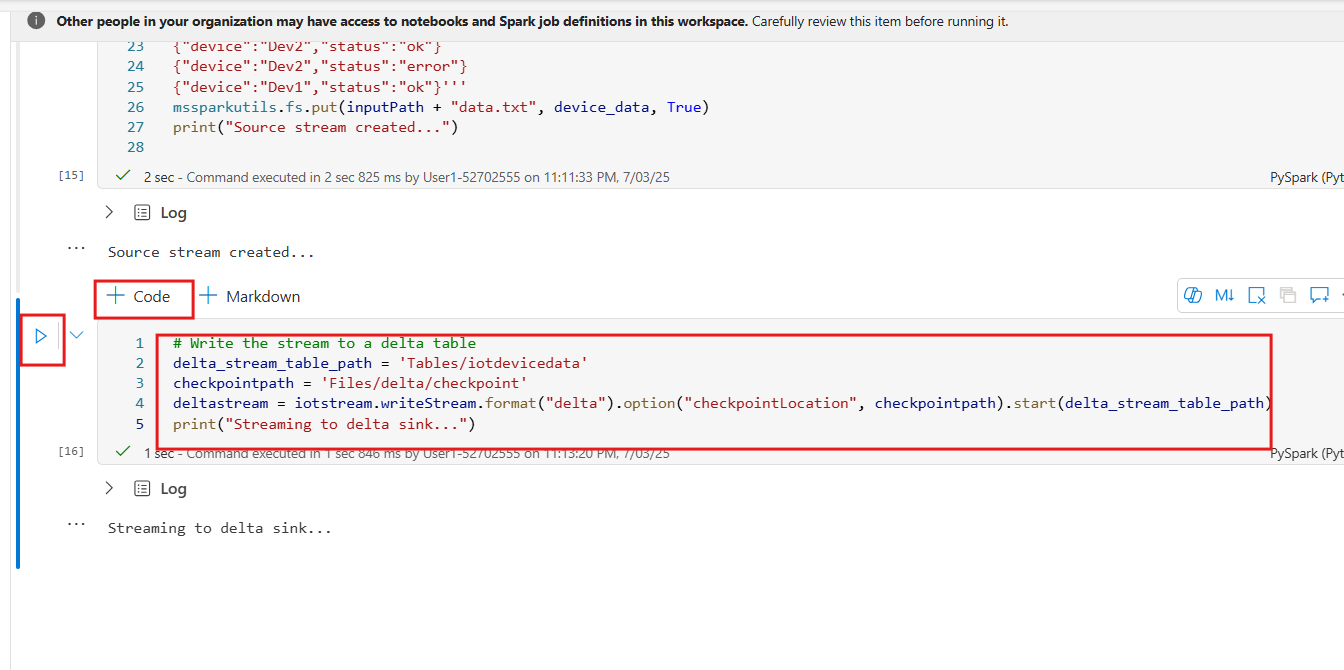 Other people in your organization may have access to notebooks and Spark job definitions in this workspace. Carefully review this item before running it.
23 {"device":"Dev2","status":"ok"}
24 {"device":"Dev2","status":"error"}
25 {"device":"Dev1","status":"ok"}'''
26 mssparkutils.fs.put(inputPath + "data.txt", device_data, True)
27 print("Source stream created...")
28
[15] 2 sec - Command executed in 2 sec 825 ms by User1-52702555 on 11:11:33 PM, 7/03/25 PySpark (Pyt
Log
... Source stream created...
+ Code + Markdown M↓
1 # Write the stream to a delta table
2 delta_stream_table_path = 'Tables/iotdevicedata'
3 checkpointpath = 'Files/delta/checkpoint'
4 deltastream = iotstream.writeStream.format("delta").option("checkpointLocation", checkpointpath).start(delta_stream_table_path)
5 print("Streaming to delta sink...")
[16] 1 sec - Command executed in 1 sec 846 ms by User1-52702555 on 11:13:20 PM, 7/03/25 PySpark (Pyt
Log
... Streaming to delta sink...